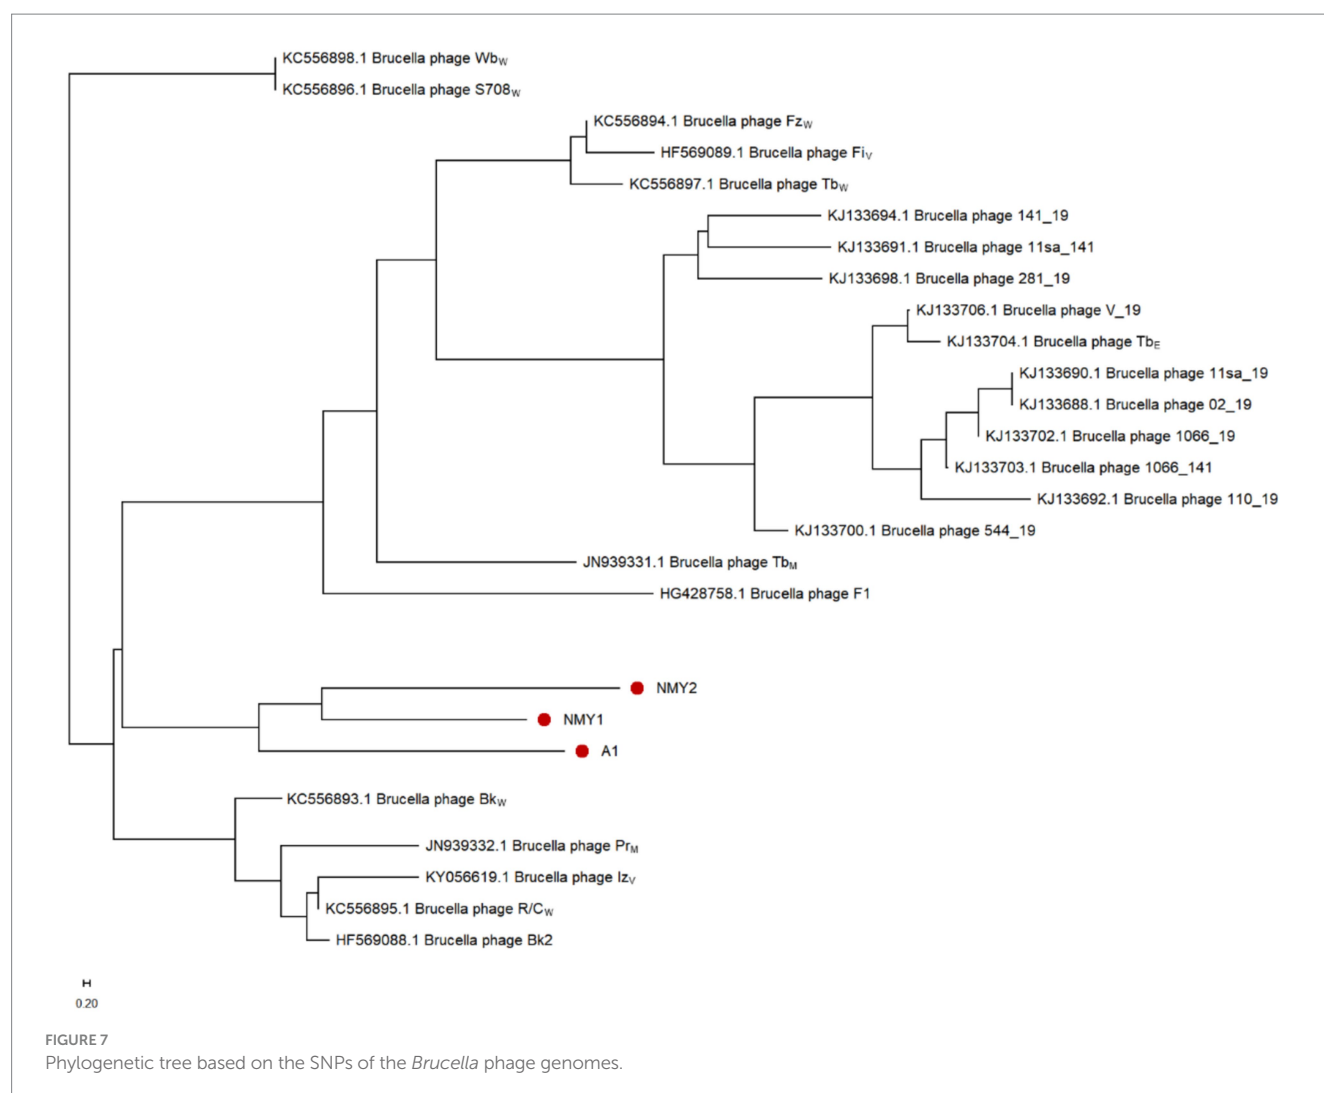 KC556898.1 Brucella phage Wbw
KC556896.1 Brucella phage S708w
KC556894.1 Brucella phage Fzw
HF569089.1 Brucella phage Fiv
KC556897.1 Brucella phage Tbw
KJ133694.1 Brucella phage 141_19
KJ133691.1 Brucella phage 11sa_141
KJ133698.1 Brucella phage 281_19
KJ133706.1 Brucella phage V_19
KJ133704.1 Brucella phage TbE
KJ133690.1 Brucella phage 11sa_19
KJ133688.1 Brucella phage 02_19
KJ133702.1 Brucella phage 1066_19
KJ133703.1 Brucella phage 1066_141
KJ133692.1 Brucella phage 110_19
KJ133700.1 Brucella phage 544_19
JN939331.1 Brucella phage TbM
HG428758.1 Brucella phage F1
NMY2
NMY1
A1
KC556893.1 Brucella phage Bkw
JN939332.1 Brucella phage PrM
KY056619.1 Brucella phage Izv
KC556895.1 Brucella phage R/Cw
HF569088.1 Brucella phage Bk2
0.20
FIGURE 7
Phylogenetic tree based on the SNPs of the Brucella phage genomes.